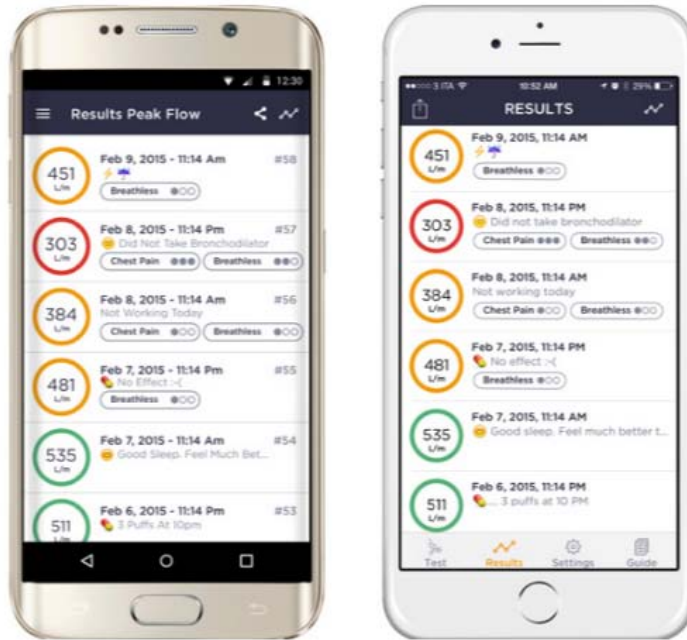 12:30
Results Peak Flow
451
L/m
Feb 9, 2015 - 11:14 Am
#58
Breathless
303
L/m
Feb 8, 2015 - 11:14 Pm
#57
Did Not Take Bronchodilator
Chest Pain
Breathless
384
L/m
Feb 8, 2015 - 11:14 Am
#56
Not Working Today
Chest Pain
Breathless
481
L/m
Feb 7, 2015 - 11:14 Pm
#55
No Effect :-(
Breathless
535
L/m
Feb 7, 2015 - 11:14 Am
#54
Good Sleep. Feel Much Bet...
511
L/m
Feb 6, 2015 - 11:14 Pm
#53
3 Puffs At 10pm
3 ITA
10:52 AM
29%
RESULTS
451
L/m
Feb 9, 2015, 11:14 AM
Breathless
303
L/m
Feb 8, 2015, 11:14 PM
Did not take bronchodilator
Chest Pain
Breathless
384
L/m
Feb 8, 2015, 11:14 AM
Not working today
Chest Pain
Breathless
481
L/m
Feb 7, 2015, 11:14 PM
No effect :-(
Breathless
535
L/m
Feb 7, 2015, 11:14 AM
Good sleep. Feel much better t...
511
L/m
Feb 6, 2015, 11:14 PM
... 3 puffs at 10 PM
Test
Results
Settings
Guide